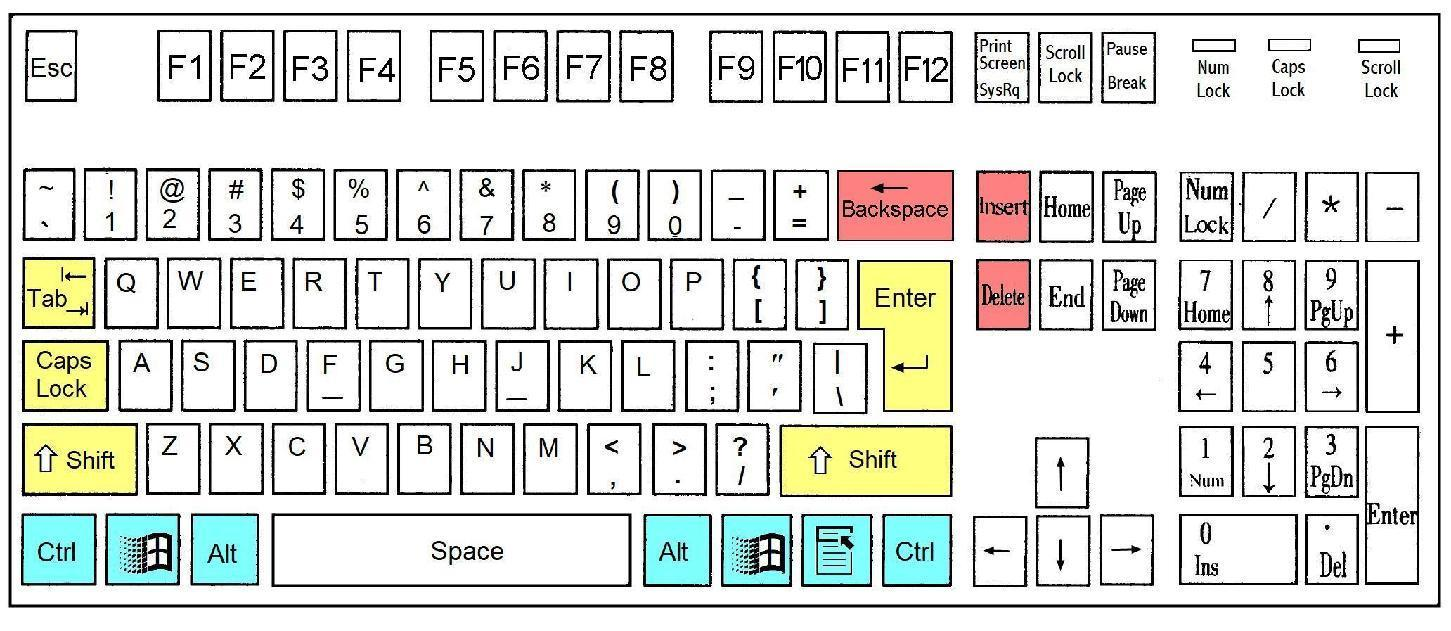 Esc F1 F2 F3 F4 F5 F6 F7 F8 F9 F10 F11 F12
Print Screen SysRq
Scroll Lock
Pause Break
Num Lock
Caps Lock
Scroll Lock
~ ! @ # $ % ^ & * ( ) _ +
` 1 2 3 4 5 6 7 8 9 0 - =
← Backspace
Insert Home Page Up
Num Lock / * -
Tab Q W E R T Y U I O P { [ } ] Enter
Delete End Page Down
7 Home 8 ↑ 9 PgUp +
Caps Lock A S D F G H J K L : ; " ' | \
4 ← 5 6 →
⇧ Shift Z X C V B N M < , > . ? / ⇧ Shift
↑
1 Num 2 ↓ 3 PgDn Enter
Ctrl Alt Space Alt Ctrl
← ↓ →
0 Ins . Del